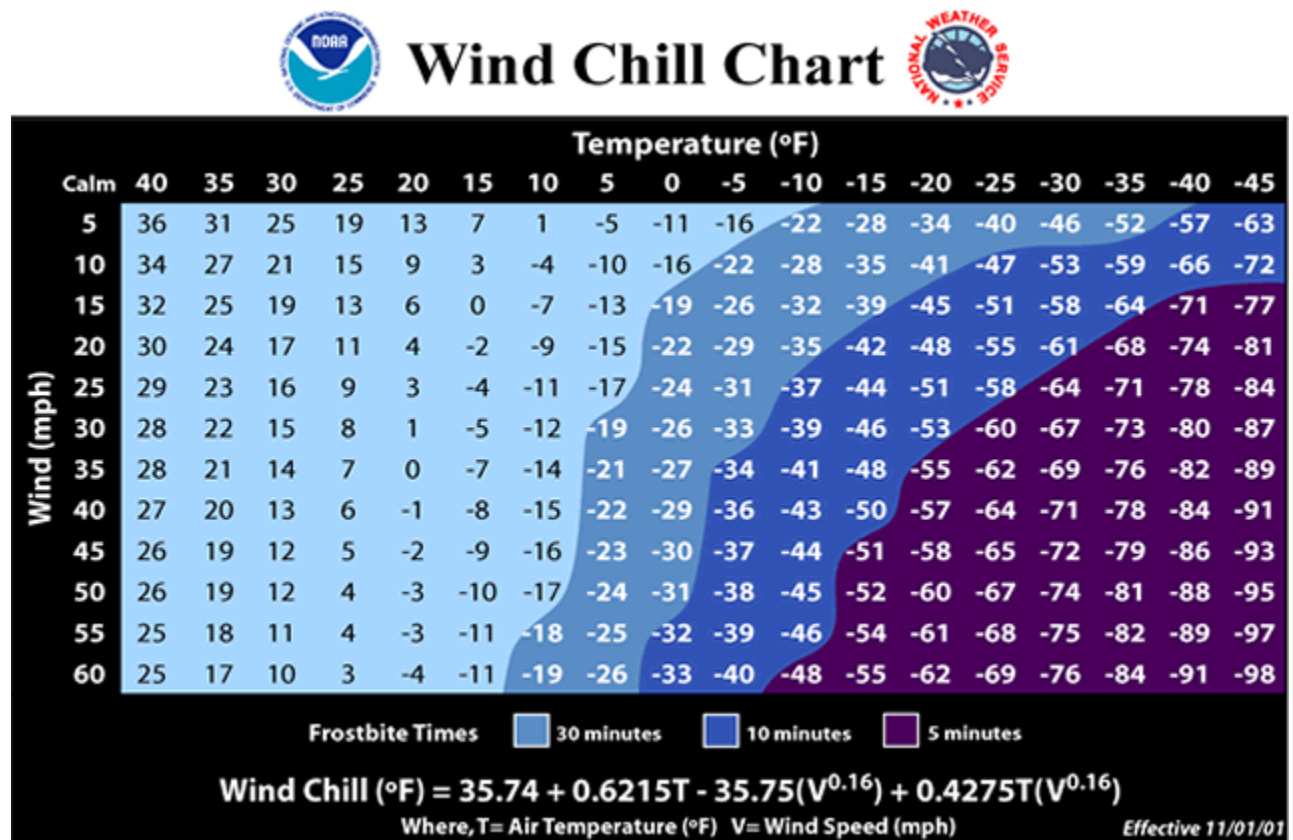 NOAA
NATIONAL OCEANIC AND ATMOSPHERIC ADMINISTRATION
U.S. DEPARTMENT OF COMMERCE
Wind Chill Chart
NATIONAL WEATHER SERVICE
Temperature (ºF)
Calm 40 35 30 25 20 15 10 5 0 -5 -10 -15 -20 -25 -30 -35 -40 -45
Wind (mph)
5 36 31 25 19 13 7 1 -5 -11 -16 -22 -28 -34 -40 -46 -52 -57 -63
10 34 27 21 15 9 3 -4 -10 -16 -22 -28 -35 -41 -47 -53 -59 -66 -72
15 32 25 19 13 6 0 -7 -13 -19 -26 -32 -39 -45 -51 -58 -64 -71 -77
20 30 24 17 11 4 -2 -9 -15 -22 -29 -35 -42 -48 -55 -61 -68 -74 -81
25 29 23 16 9 3 -4 -11 -17 -24 -31 -37 -44 -51 -58 -64 -71 -78 -84
30 28 22 15 8 1 -5 -12 -19 -26 -33 -39 -46 -53 -60 -67 -73 -80 -87
35 28 21 14 7 0 -7 -14 -21 -27 -34 -41 -48 -55 -62 -69 -76 -82 -89
40 27 20 13 6 -1 -8 -15 -22 -29 -36 -43 -50 -57 -64 -71 -78 -84 -91
45 26 19 12 5 -2 -9 -16 -23 -30 -37 -44 -51 -58 -65 -72 -79 -86 -93
50 26 19 12 4 -3 -10 -17 -24 -31 -38 -45 -52 -60 -67 -74 -81 -88 -95
55 25 18 11 4 -3 -11 -18 -25 -32 -39 -46 -54 -61 -68 -75 -82 -89 -97
60 25 17 10 3 -4 -11 -19 -26 -33 -40 -48 -55 -62 -69 -76 -84 -91 -98
Frostbite Times 30 minutes 10 minutes 5 minutes
Wind Chill (ºF) = 35.74 + 0.6215T - 35.75(V^0.16) + 0.4275T(V^0.16)
Where, T= Air Temperature (ºF) V= Wind Speed (mph)
Effective 11/01/01